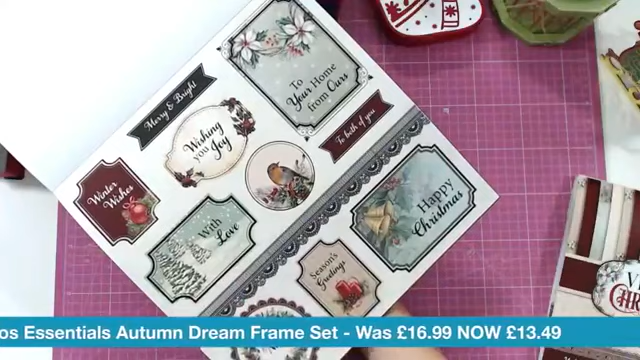 To
Your Home
from Ours
Merry & Bright
Wishing
you Joy
To both of you
Winter
Wishes
With
Love
Happy
Christmas
Season's
Greetings
os Essentials Autumn Dream Frame Set - Was £16.99 NOW £13.49